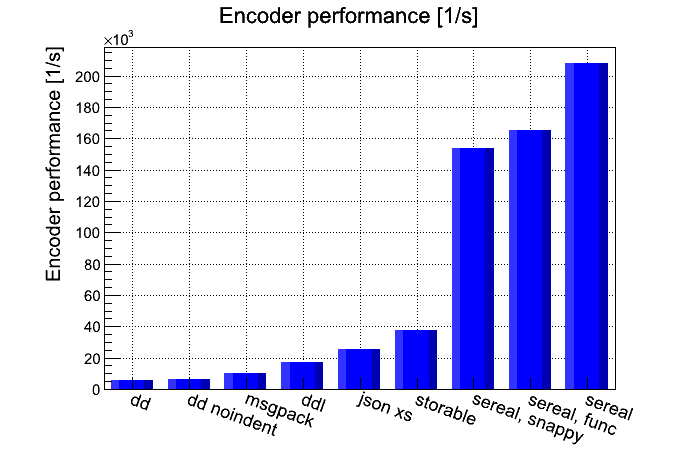 Encoder performance [1/s]
×10³
Encoder performance [1/s]
200
180
160
140
120
100
80
60
40
20
0
dd
dd noindent
msgpack
ddl
json xs
storable
sereal, snappy
sereal, func
sereal